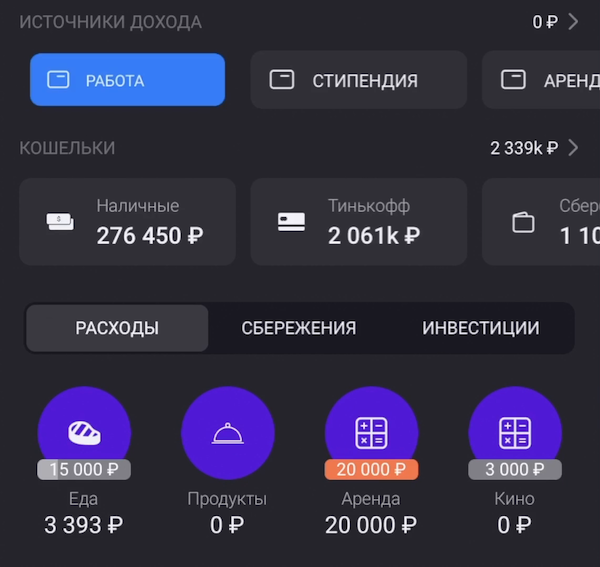 ИСТОЧНИКИ ДОХОДА 0 ₽
РАБОТА СТИПЕНДИЯ АРЕНД
КОШЕЛЬКИ 2 339k ₽
Наличные Тинькофф Сбер
276 450 ₽ 2 061k ₽ 1 10
РАСХОДЫ СБЕРЕЖЕНИЯ ИНВЕСТИЦИИ
15 000 ₽ 20 000 ₽ 3 000 ₽
Еда Продукты Аренда Кино
3 393 ₽ 0 ₽ 20 000 ₽ 0 ₽